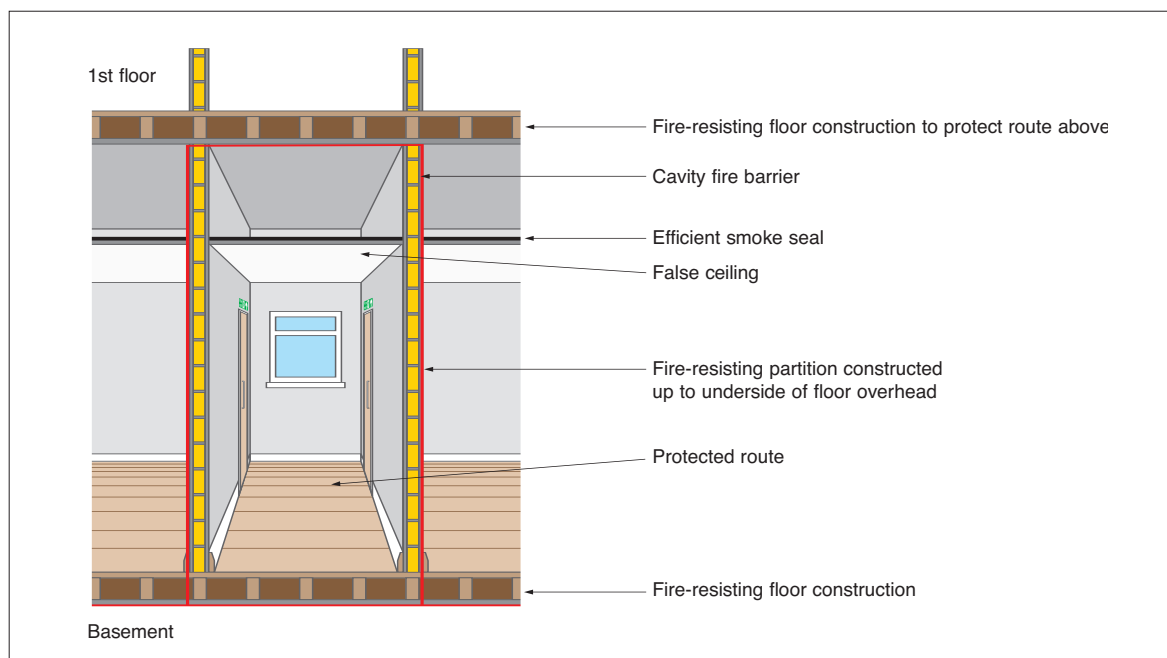 1st floor
Fire-resisting floor construction to protect route above
Cavity fire barrier
Efficient smoke seal
False ceiling
Fire-resisting partition constructed
up to underside of floor overhead
Protected route
Fire-resisting floor construction
Basement